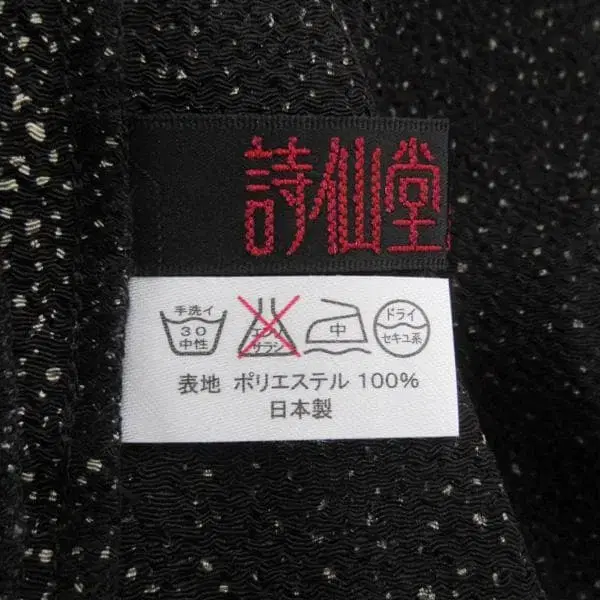 詩仙堂
手洗イ
30
中性
エンソ
サラシ
中
ドライ
セキユ系
表地 ポリエステル 100%
日本製